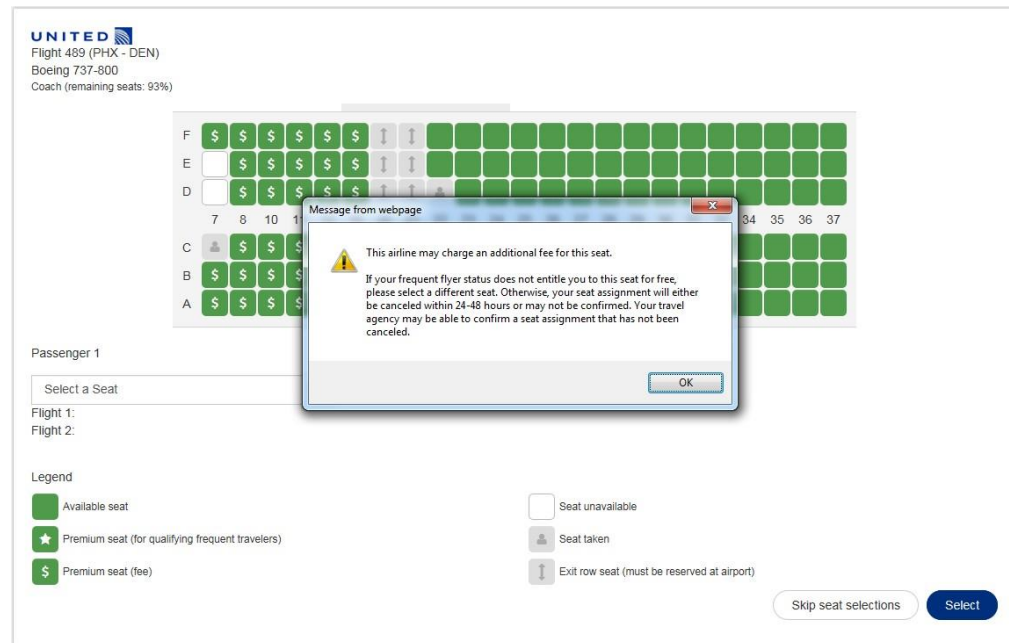 UNITED
Flight 489 (PHX - DEN)
Boeing 737-800
Coach (remaining seats: 93%)
F $ $ $ $ $ $
E $ $ $ $ $
D $ $ $ $ $
7 8 10 34 35 36 37
C $ $ $
B $ $ $ $
A $ $ $ $
Message from webpage
This airline may charge an additional fee for this seat.
If your frequent flyer status does not entitle you to this seat for free,
please select a different seat. Otherwise, your seat assignment will either
be canceled within 24-48 hours or may not be confirmed. Your travel
agency may be able to confirm a seat assignment that has not been
canceled.
OK
Passenger 1
Select a Seat
Flight 1:
Flight 2:
Legend
Available seat
Seat unavailable
Premium seat (for qualifying frequent travelers)
Seat taken
$ Premium seat (fee)
Exit row seat (must be reserved at airport)
Skip seat selections
Select